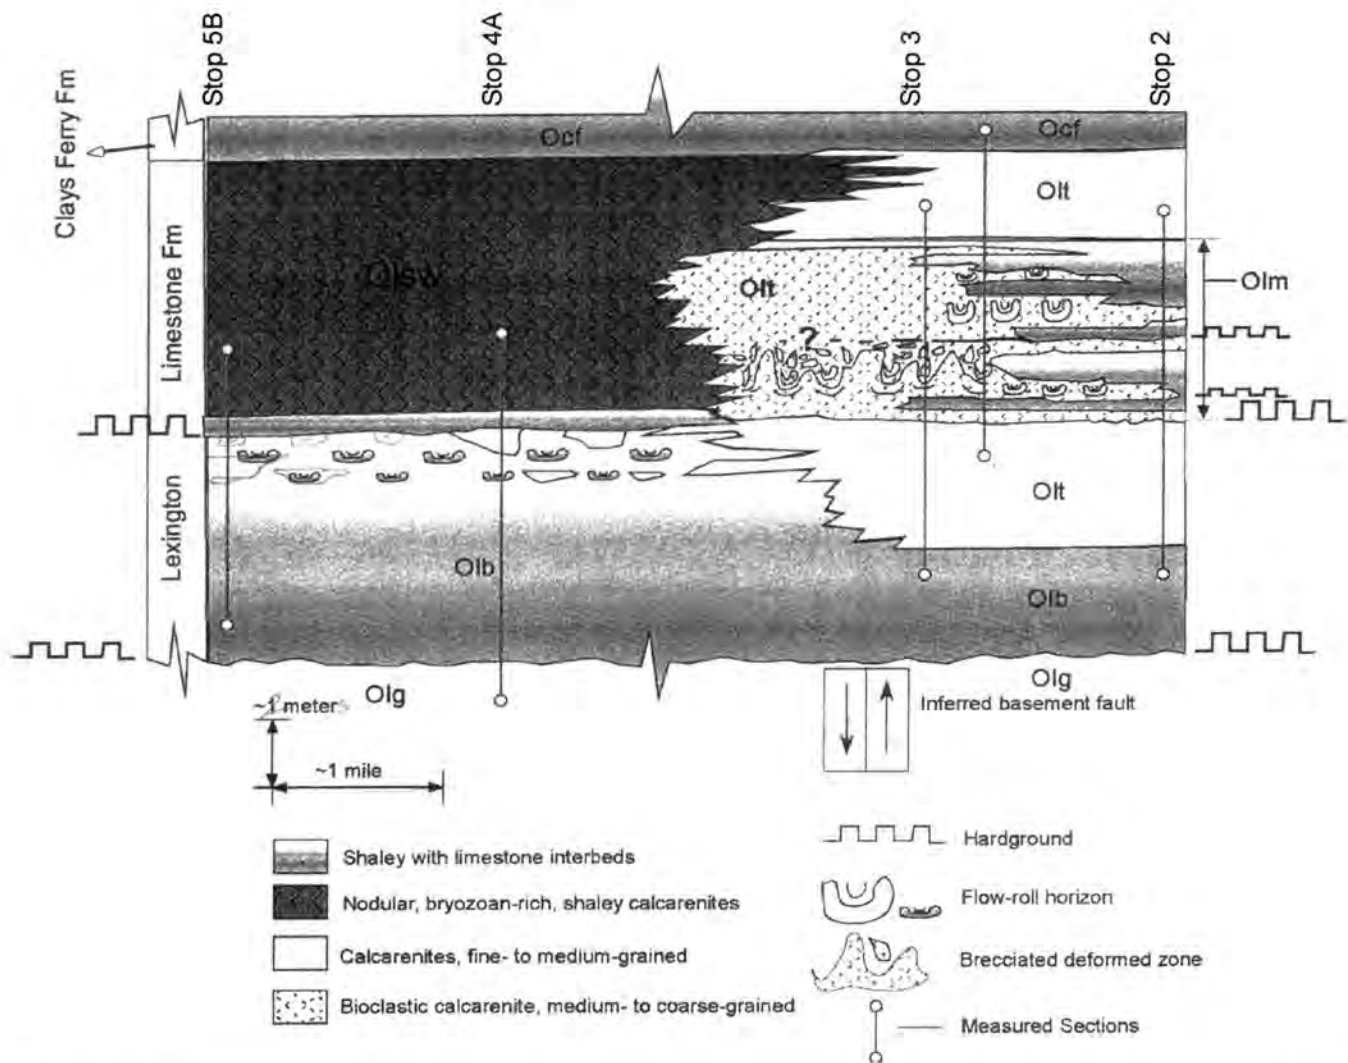 Stop 5B
Stop 4A
Stop 3
Stop 2
Clays Ferry Fm
Limestone Fm
Lexington
Ocf
Ocf
Olt
Olsw
Olt
Olm
?
Olt
Olb
Olb
Olg
Olg
~1 meter
~1 mile
Inferred basement fault
Shaley with limestone interbeds
Nodular, bryozoan-rich, shaley calcarenites
Calcarenites, fine- to medium-grained
Bioclastic calcarenite, medium- to coarse-grained
Hardground
Flow-roll horizon
Brecciated deformed zone
Measured Sections